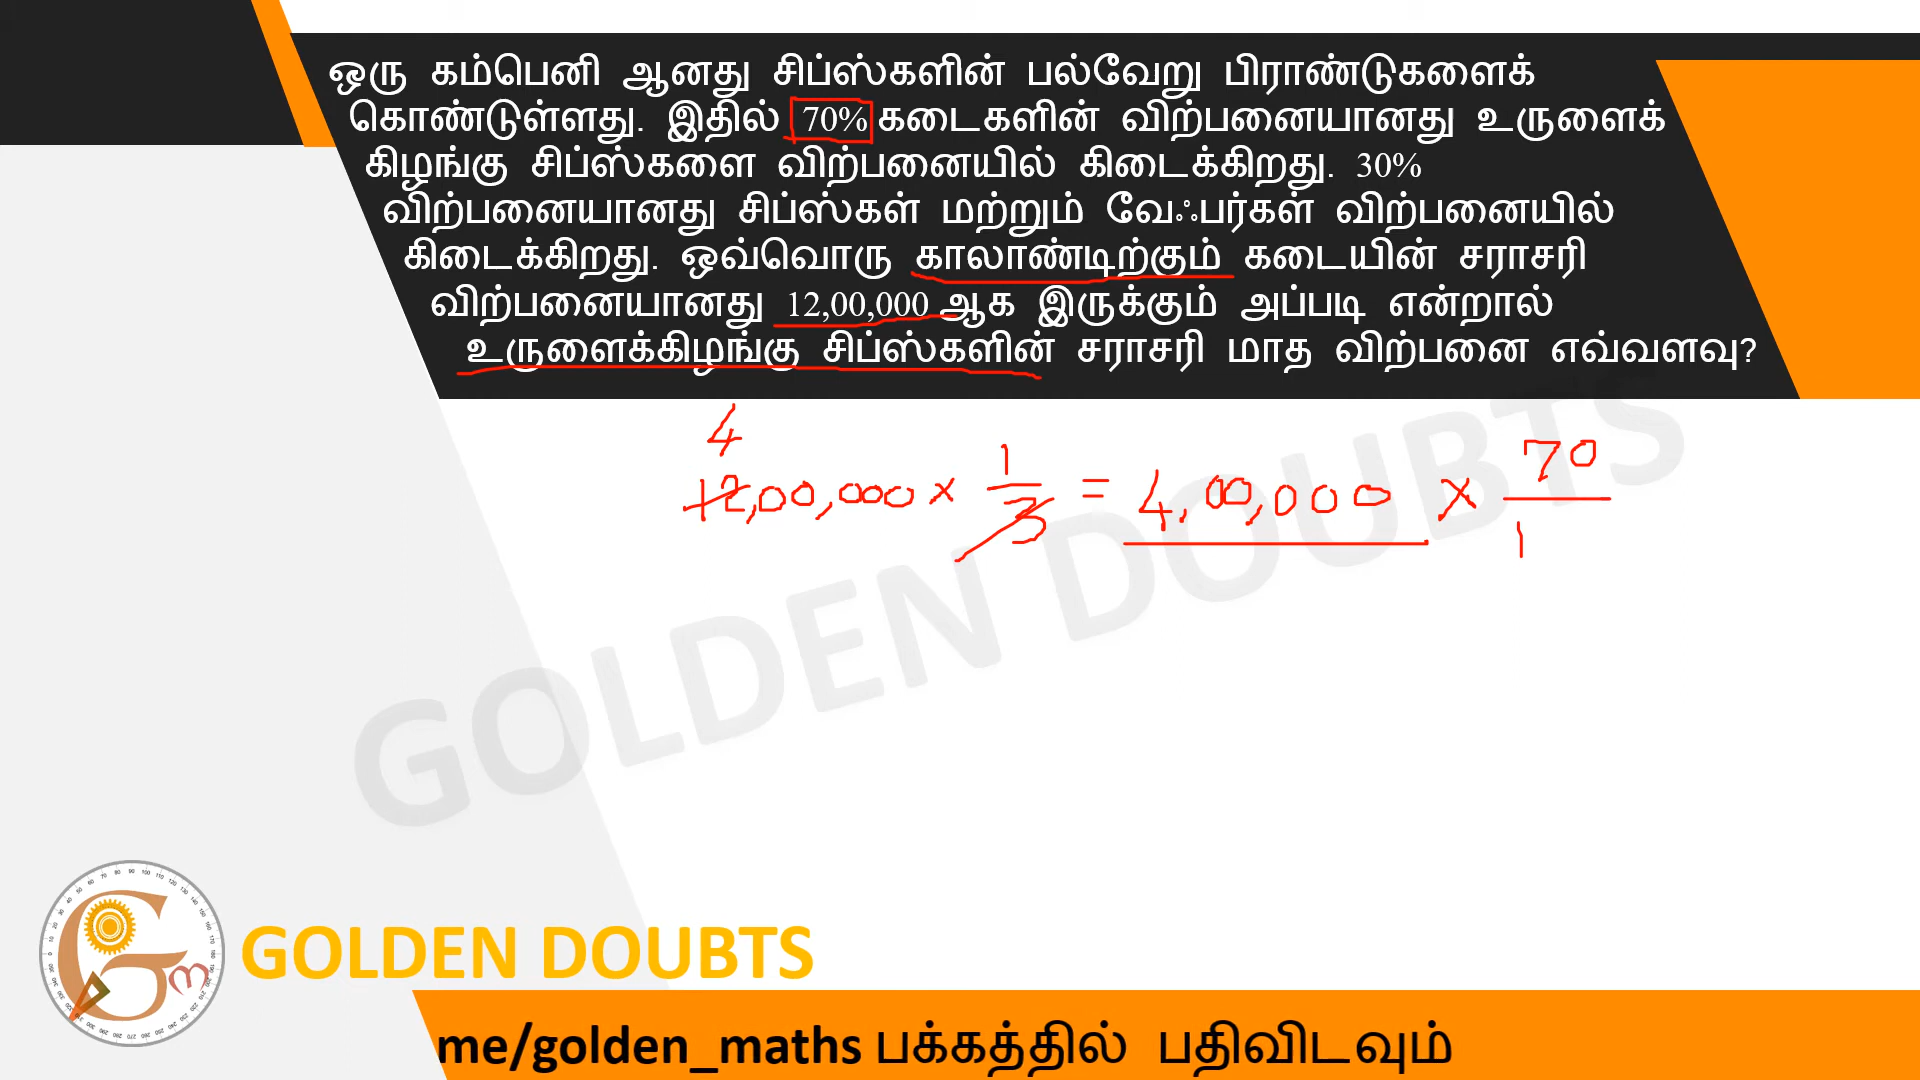 ஒரு கம்பெனி ஆனது சிப்ஸ்களின் பல்வேறு பிராண்டுகளைக்
கொண்டுள்ளது. இதில் 70% கடைகளின் விற்பனையானது உருளைக்
கிழங்கு சிப்ஸ்களை விற்பனையில் கிடைக்கிறது. 30%
விற்பனையானது சிப்ஸ்கள் மற்றும் வேஃபர்கள் விற்பனையில்
கிடைக்கிறது. ஒவ்வொரு காலாண்டிற்கும் கடையின் சராசரி
விற்பனையானது 12,00,000 ஆக இருக்கும் அப்படி என்றால்
உருளைக்கிழங்கு சிப்ஸ்களின் சராசரி மாத விற்பனை எவ்வளவு?
4
12,00,000 × 1/3 = 4,00,000 × 70/1
GOLDEN DOUBTS
GOLDEN DOUBTS
me/golden_maths பக்கத்தில் பதிவிடவும்